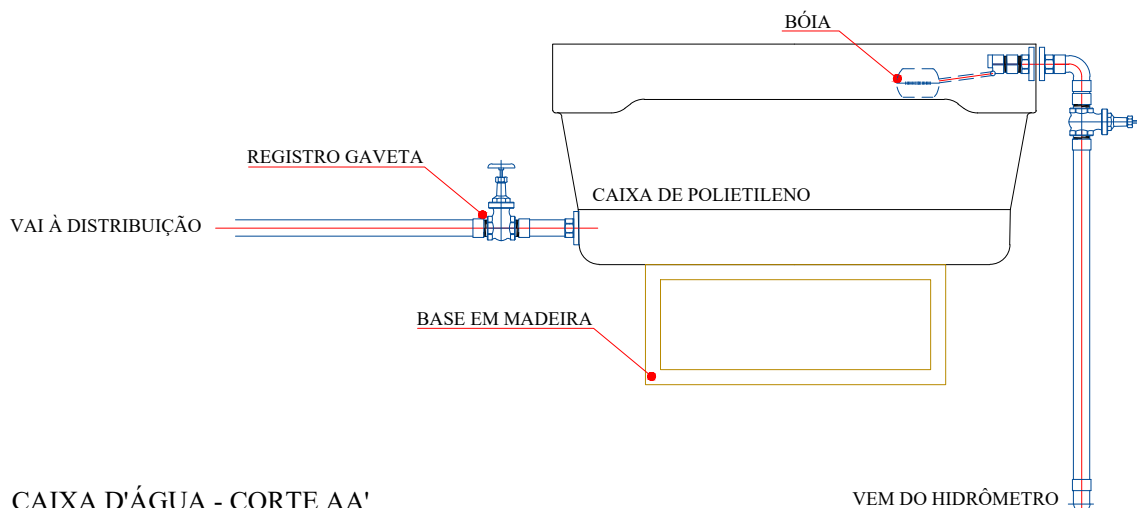 BÓIA
REGISTRO GAVETA
CAIXA DE POLIETILENO
VAI À DISTRIBUIÇÃO
BASE EM MADEIRA
CAIXA D'ÁGUA - CORTE AA'
VEM DO HIDRÔMETRO